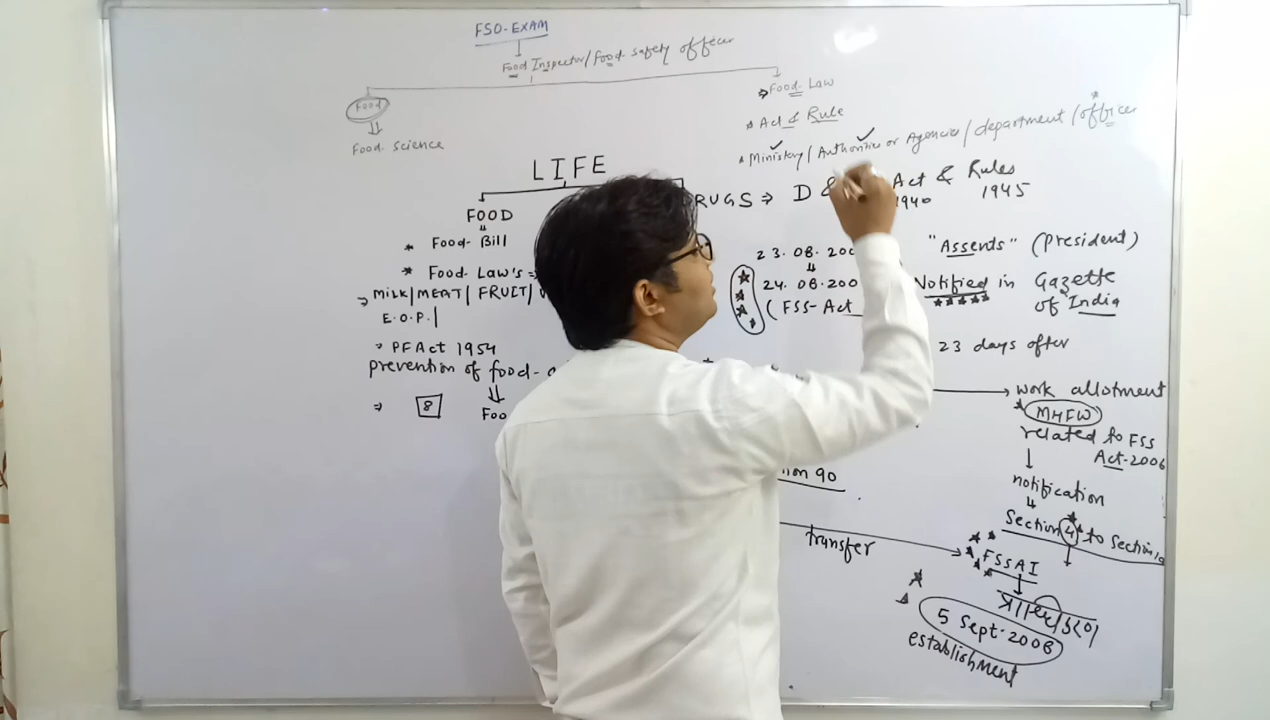 FSO-EXAM
Food Inspector/food safety officer
Food
Food Science
Food Law
* Act & Rule
* Ministry/Authorities or Agencies/department/office
LIFE
FOOD
* Food-Bill
* Food Law's
MILK/MEAT/FRUIT/
E.O.P.|
PFAct 1954
prevention of food-
8
RUGS ⇒ D & Act & Rules
1940 1945
23.08.200
"Assents" (President)
24.08.200
Notified in Gazette
of India
(FSS-Act
23 days after
work allotment
MHFW
related to FSS
Act-2006
notification
Section 4 to Section
90
transfer
FSSAI
प्राधिकरण
5 Sept-2008
establishment